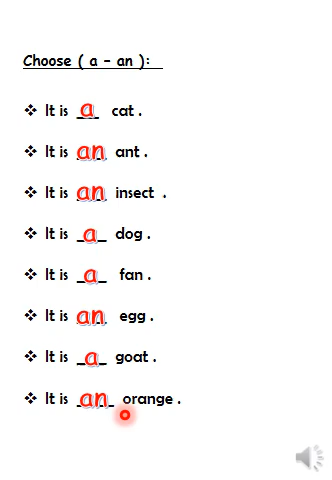 Choose ( a – an ):
❖ It is a cat .
❖ It is an ant .
❖ It is an insect .
❖ It is a dog .
❖ It is a fan .
❖ It is an egg .
❖ It is a goat .
❖ It is an orange .